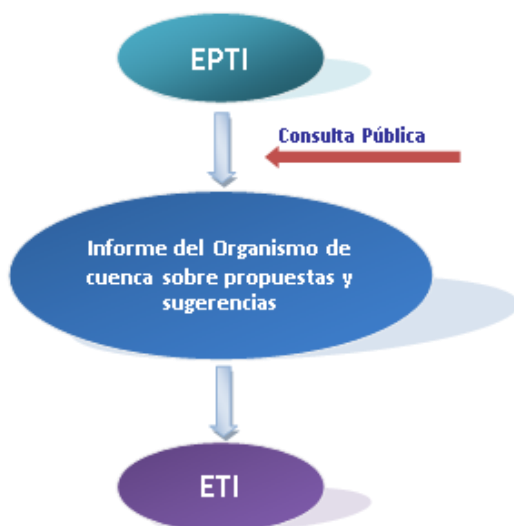 EPTI
Consulta Pública
Informe del Organismo de
cuenca sobre propuestas y
sugerencias
ETI